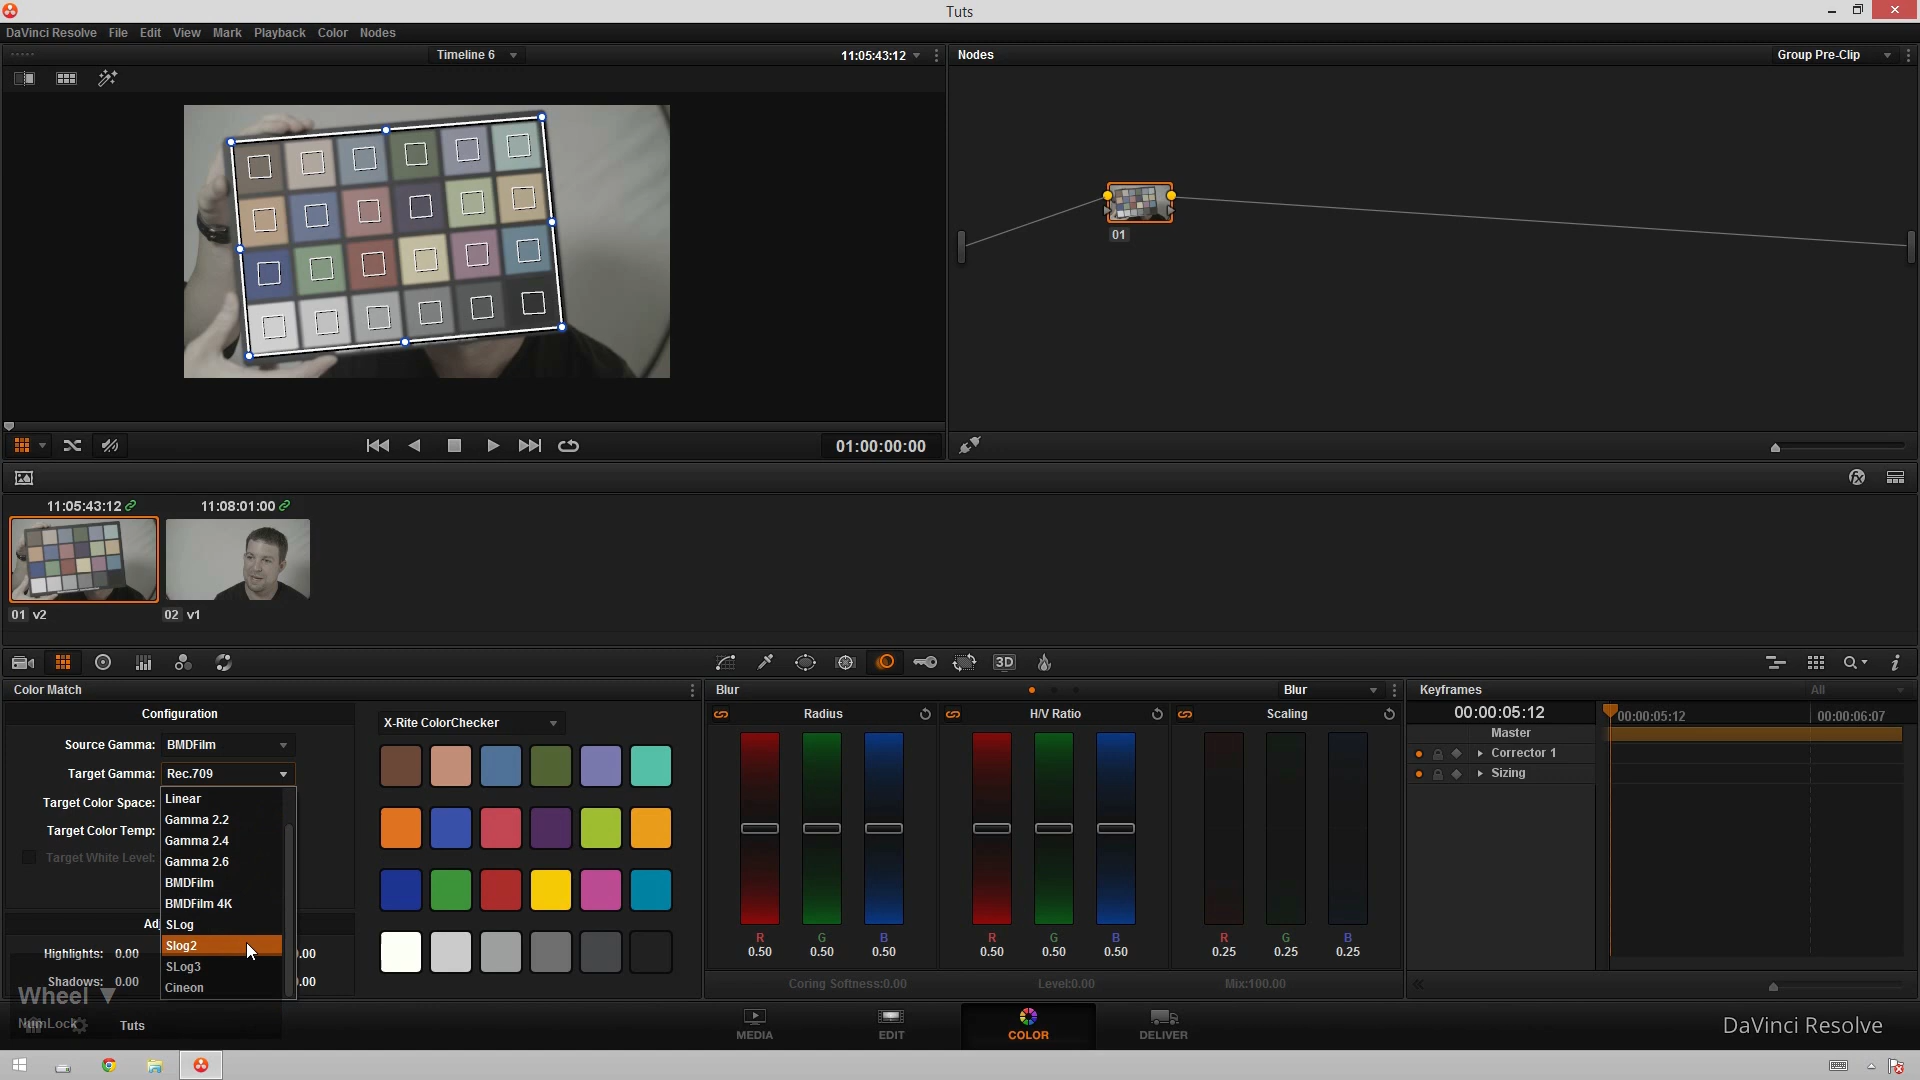 Tuts
DaVinci Resolve File Edit View Mark Playback Color Nodes
Timeline 6 11:05:43:12
Nodes Group Pre-Clip
01
01:00:00:00
11:05:43:12 11:08:01:00
01 v2 02 v1
3D
Color Match
Configuration
Source Gamma: BMDFilm
Target Gamma: Rec.709
Target Color Space:
Target Color Temp:
Target White Level:
Linear
Gamma 2.2
Gamma 2.4
Gamma 2.6
BMDFilm
BMDFilm 4K
SLog
Slog2
SLog3
Cineon
Highlights: 0.00
Shadows: 0.00
X-Rite ColorChecker
Blur Blur
Radius H/V Ratio Scaling
R G B R G B R G B
0.50 0.50 0.50 0.50 0.50 0.50 0.25 0.25 0.25
Coring Softness:0.00 Level:0.00 Mix:100.00
Keyframes All
00:00:05:12 00:00:05:12 00:00:06:07
Master
Corrector 1
Sizing
Wheel ▼
NumLock
Tuts
MEDIA EDIT COLOR DELIVER
DaVinci Resolve